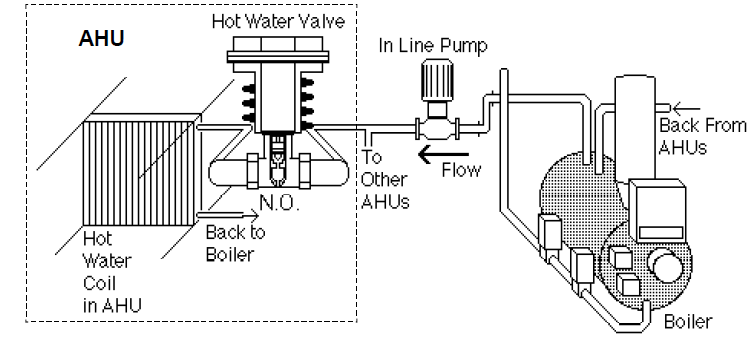 Hot Water Valve
AHU
In Line Pump
Back From
AHUs
To
Other
AHUs
Flow
N.O.
Back to
Boiler
Hot
Water
Coil
in AHU
Boiler